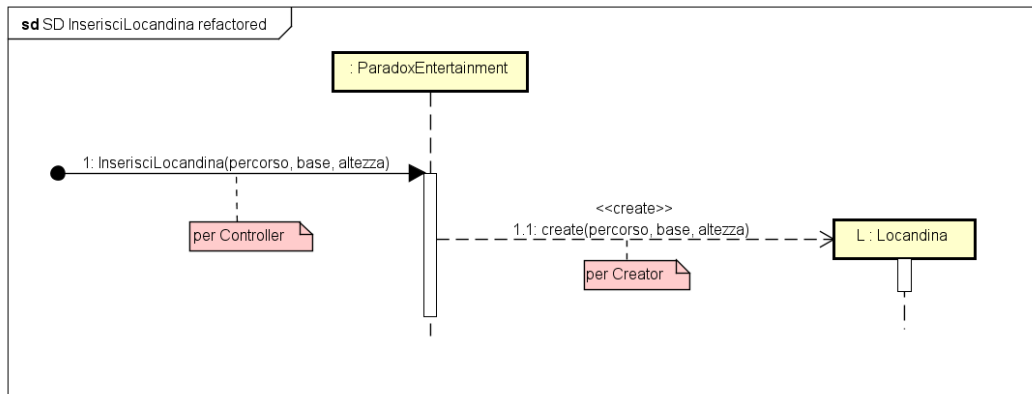 sd SD InserisciLocandina refactored
: ParadoxEntertainment
1: InserisciLocandina(percorso, base, altezza)
per Controller
<<create>>
1.1: create(percorso, base, altezza)
L : Locandina
per Creator